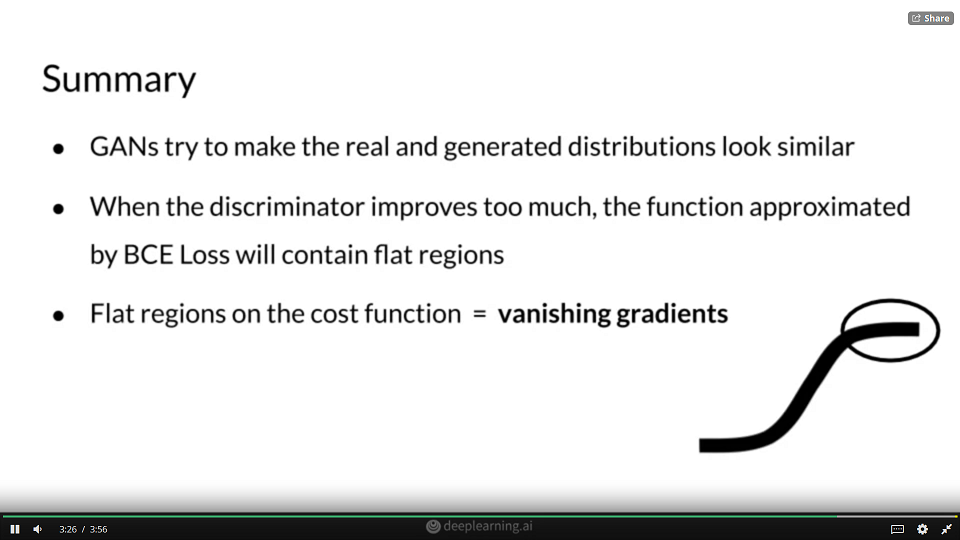 Share
Summary
● GANs try to make the real and generated distributions look similar
● When the discriminator improves too much, the function approximated
by BCE Loss will contain flat regions
● Flat regions on the cost function = vanishing gradients
3:26 / 3:56
deeplearning.ai